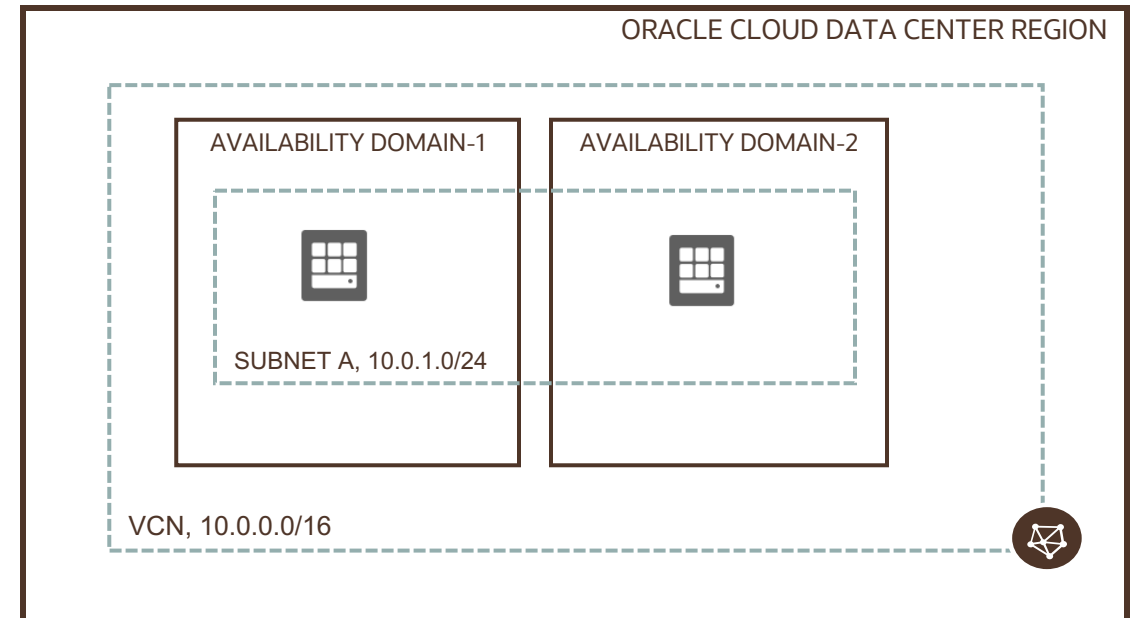 ORACLE CLOUD DATA CENTER REGION
AVAILABILITY DOMAIN-1
AVAILABILITY DOMAIN-2
SUBNET A, 10.0.1.0/24
VCN, 10.0.0.0/16